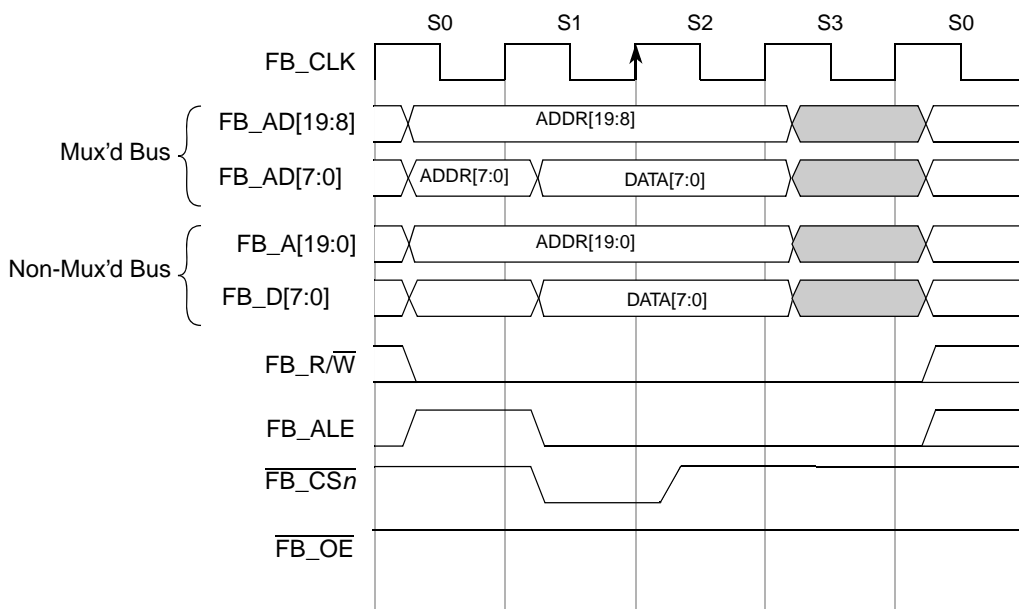 S0 S1 S2 S3 S0
FB_CLK
Mux'd Bus
FB_AD[19:8] ADDR[19:8]
FB_AD[7:0] ADDR[7:0] DATA[7:0]
Non-Mux'd Bus
FB_A[19:0] ADDR[19:0]
FB_D[7:0] DATA[7:0]
FB_R/W̅
FB_ALE
F̅B̅_̅C̅S̅n̅
F̅B̅_̅O̅E̅